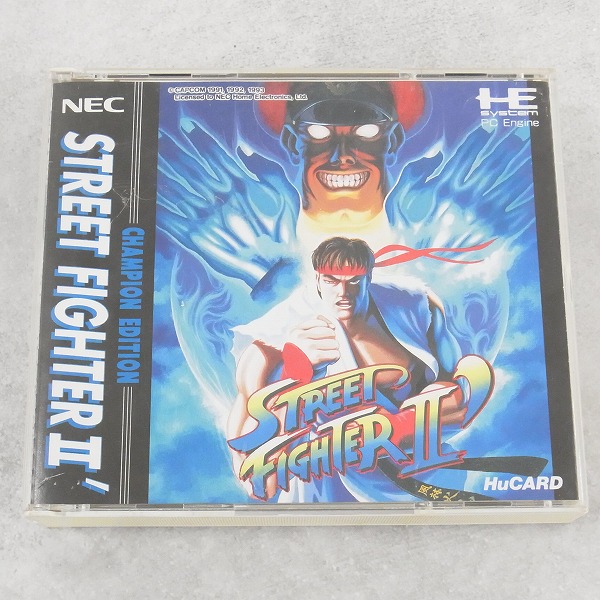 NEC
STREET FIGHTER II'
CHAMPION EDITION
©CAPCOM 1991, 1992, 1993
Licensed to NEC Home Electronics, Ltd.
HE
system
PC Engine
STREET
FIGHTER II'
HuCARD